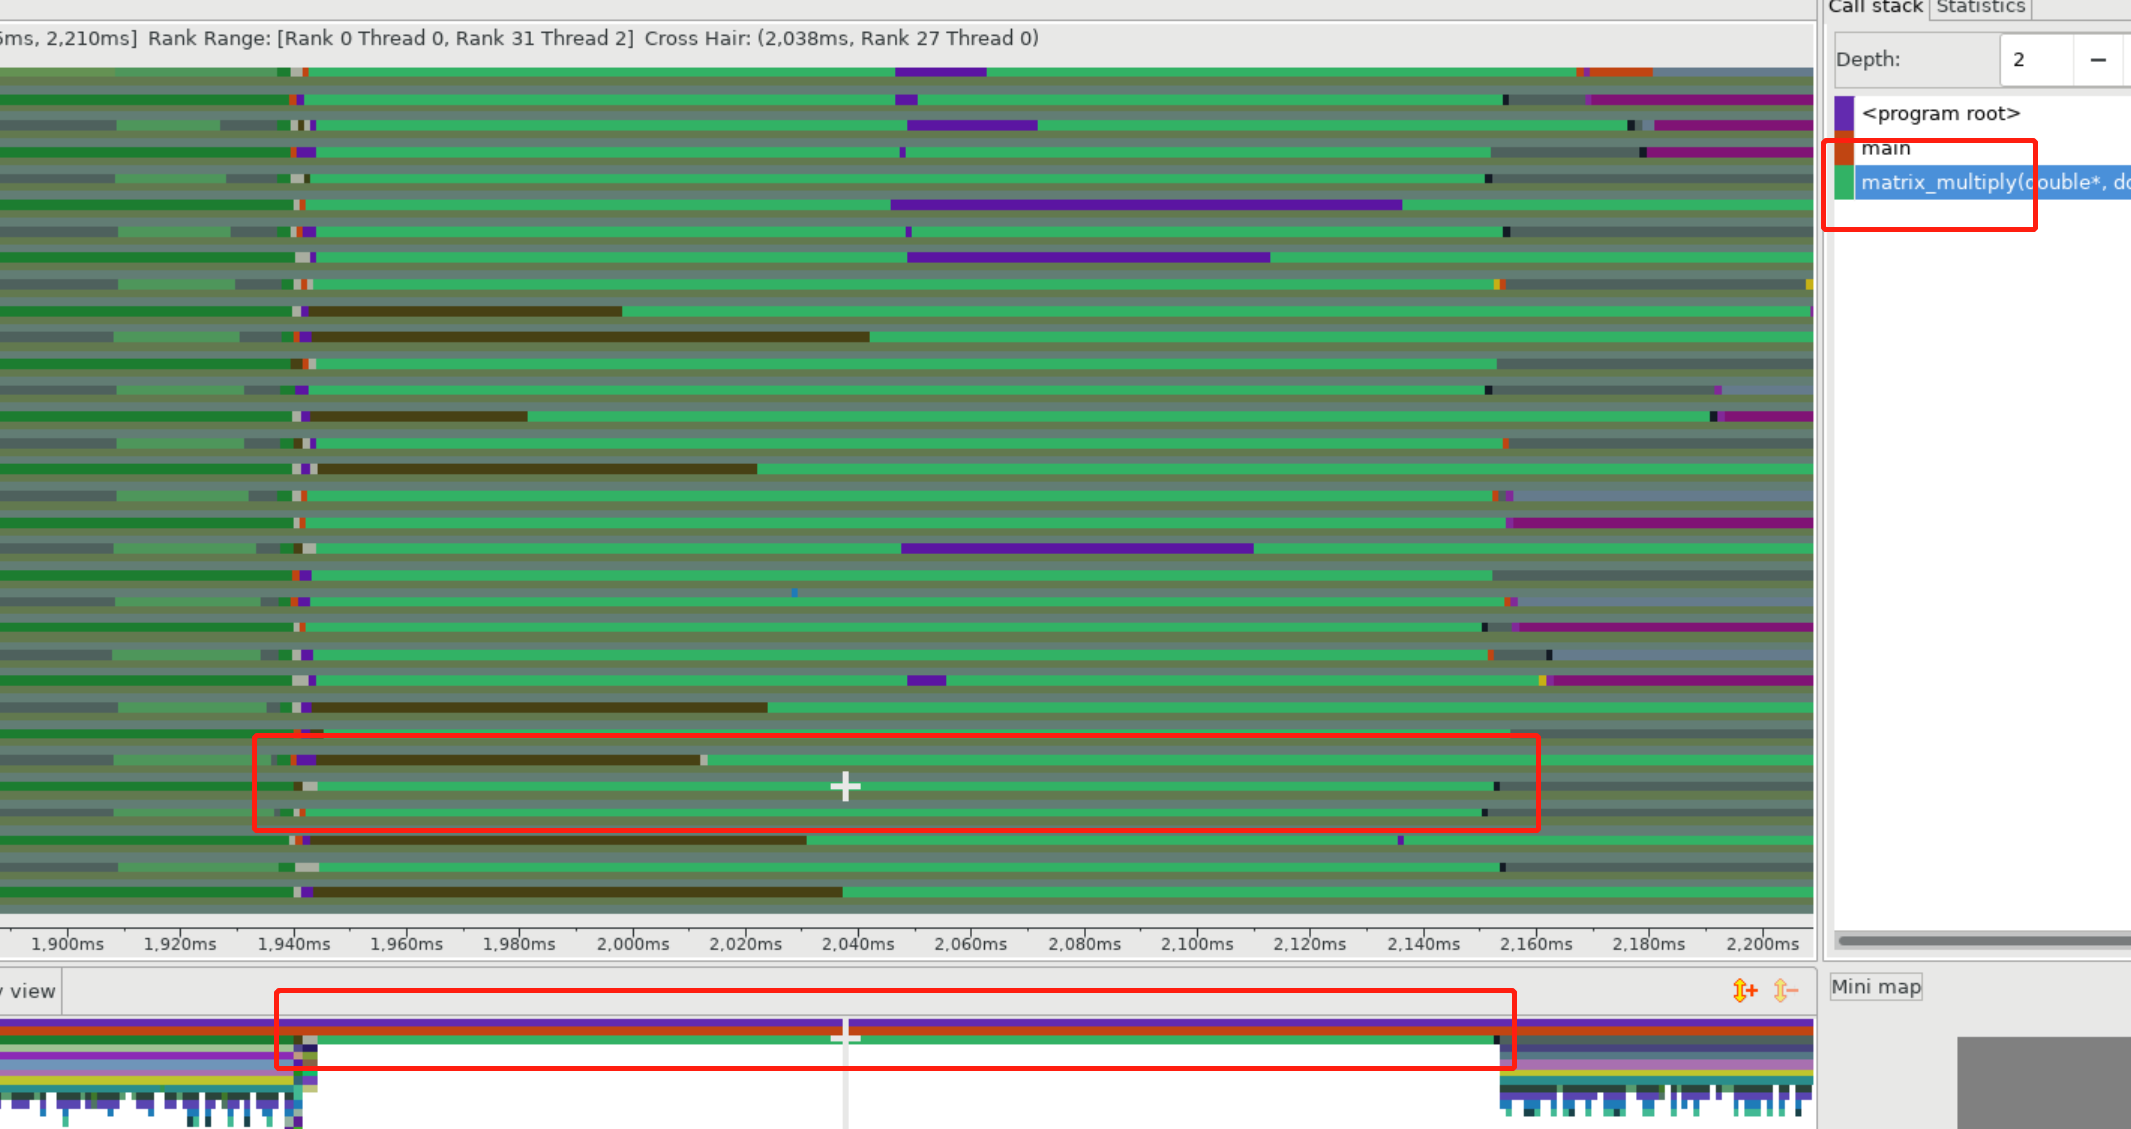 5ms, 2,210ms] Rank Range: [Rank 0 Thread 0, Rank 31 Thread 2] Cross Hair: (2,038ms, Rank 27 Thread 0)
Call stack Statistics
Depth: 2 −
<program root>
main
matrix_multiply(double*, do
1,900ms 1,920ms 1,940ms 1,960ms 1,980ms 2,000ms 2,020ms 2,040ms 2,060ms 2,080ms 2,100ms 2,120ms 2,140ms 2,160ms 2,180ms 2,200ms
view
Mini map